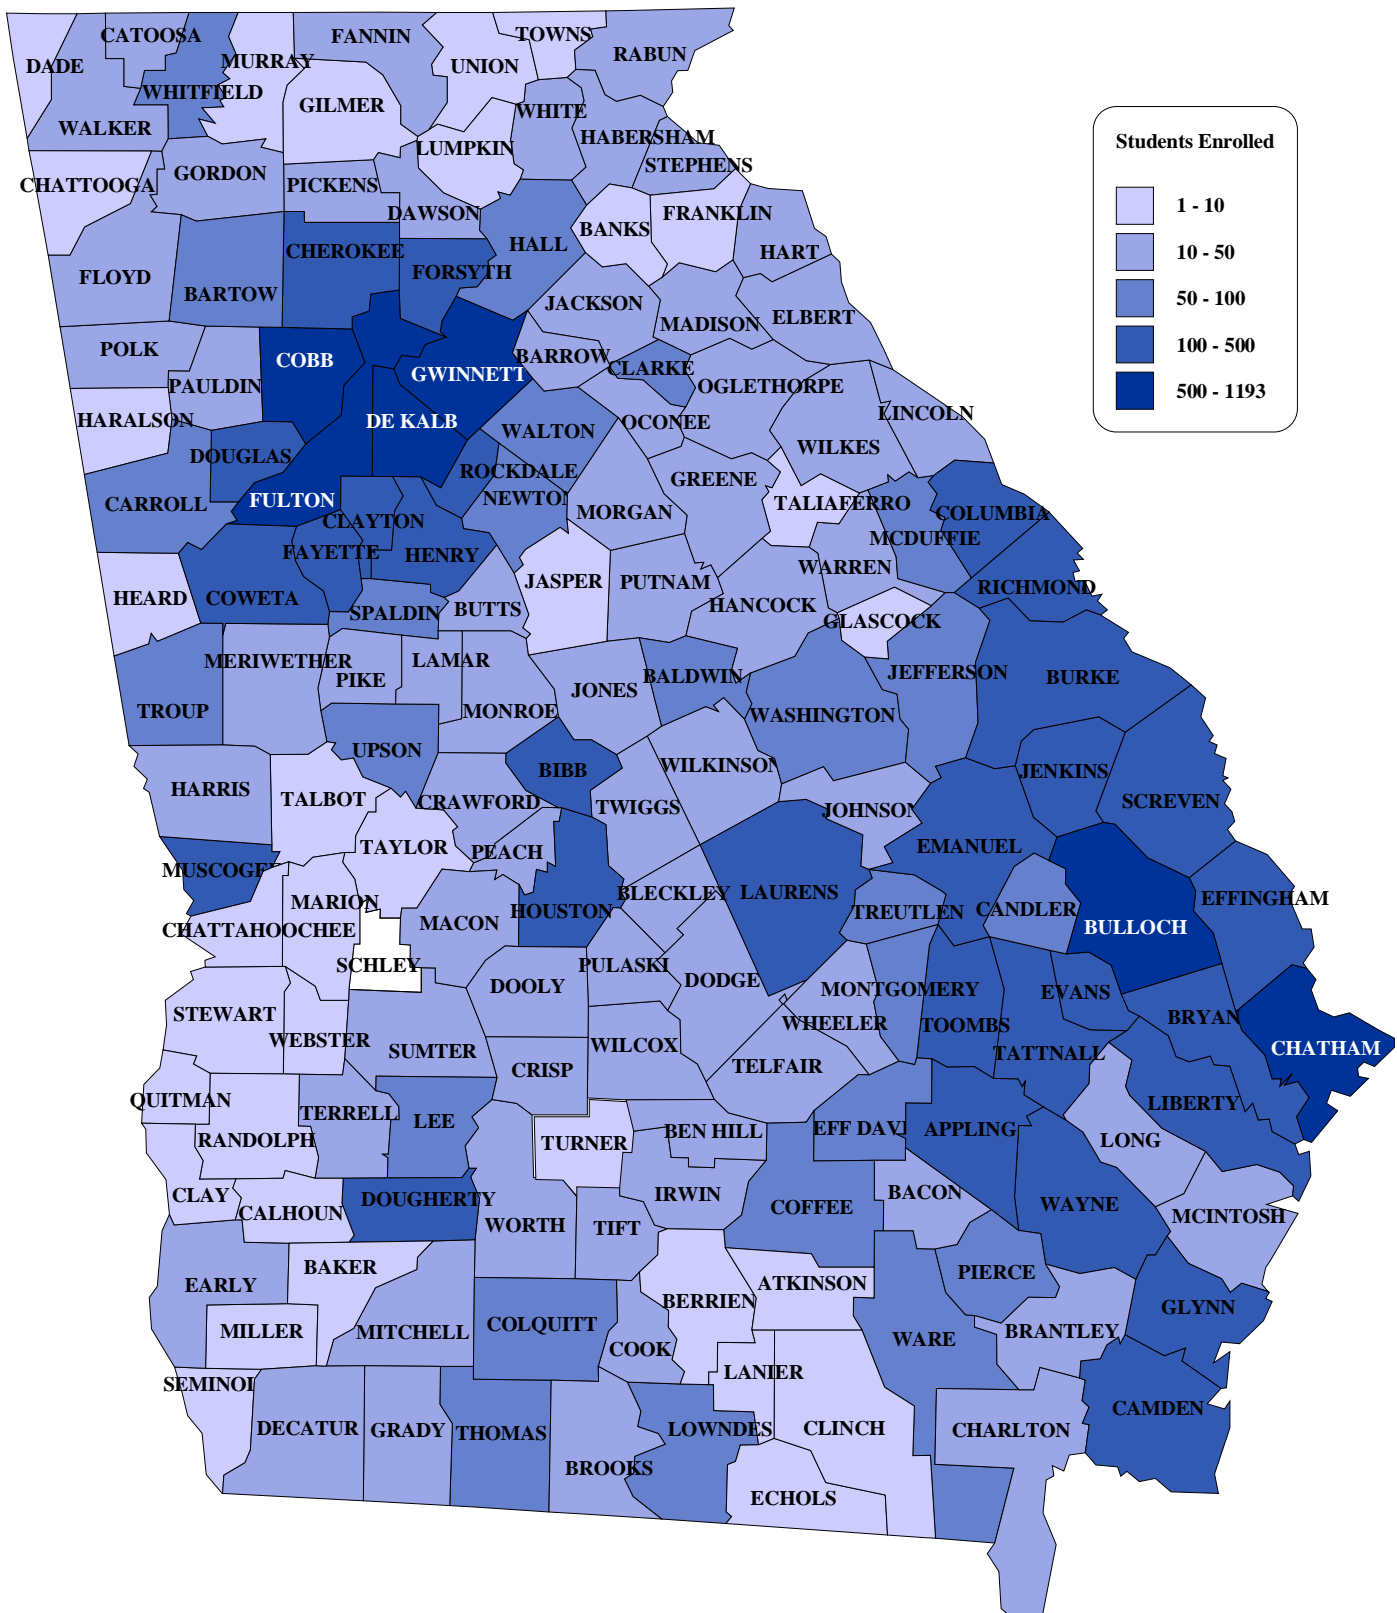 TOWNS
CATOOSA
FANNIN
RABUN
DADE
MURRAY
UNION
WHITFIELD
GILMER
WHITE
WALKER
HABERSHAM
LUMPKIN
STEPHENS
GORDON
CHATTOOGA
PICKENS
DAWSON
FRANKLIN
BANKS
HALL
HART
CHEROKEE
FORSYTH
FLOYD
BARTOW
JACKSON
ELBERT
MADISON
POLK
COBB
BARROW
CLARKE
GWINNETT
PAULDIN
OGLETHORPE
HARALSON
DE KALB
OCONEE
LINCOLN
WALTON
WILKES
DOUGLAS
ROCKDALE
GREENE
NEWTON
FULTON
CARROLL
TALIAFERRO
MORGAN
COLUMBIA
CLAYTON
MCDUFFIE
FAYETTE
HENRY
WARREN
JASPER
PUTNAM
RICHMOND
HEARD
COWETA
HANCOCK
BUTTS
SPALDIN
GLASCOCK
MERIWETHER
LAMAR
JEFFERSON
BALDWIN
BURKE
PIKE
JONES
TROUP
MONROE
WASHINGTON
UPSON
WILKINSON
BIBB
JENKINS
HARRIS
TALBOT
CRAWFORD
SCREVEN
TWIGGS
JOHNSON
TAYLOR
PEACH
EMANUEL
MUSCOGEE
BLECKLEY
LAURENS
MARION
EFFINGHAM
HOUSTON
TREUTLEN
CANDLER
MACON
BULLOCH
CHATTAHOOCHEE
SCHLEY
PULASKI
DODGE
DOOLY
MONTGOMERY
EVANS
STEWART
BRYAN
WHEELER
TOOMBS
WEBSTER
WILCOX
SUMTER
CHATHAM
TATTNALL
TELFAIR
CRISP
QUITMAN
LIBERTY
TERRELL
LEE
EFF DAVI
APPLING
BEN HILL
RANDOLPH
TURNER
LONG
CLAY
BACON
IRWIN
DOUGHERTY
COFFEE
WAYNE
CALHOUN
MCINTOSH
WORTH
TIFT
BAKER
PIERCE
EARLY
ATKINSON
BERRIEN
GLYNN
COLQUITT
MILLER
MITCHELL
BRANTLEY
WARE
COOK
LANIER
SEMINOL
CAMDEN
DECATUR
GRADY
THOMAS
LOWNDES
CLINCH
CHARLTON
BROOKS
ECHOLS
Students Enrolled
1 - 10
10 - 50
50 - 100
100 - 500
500 - 1193